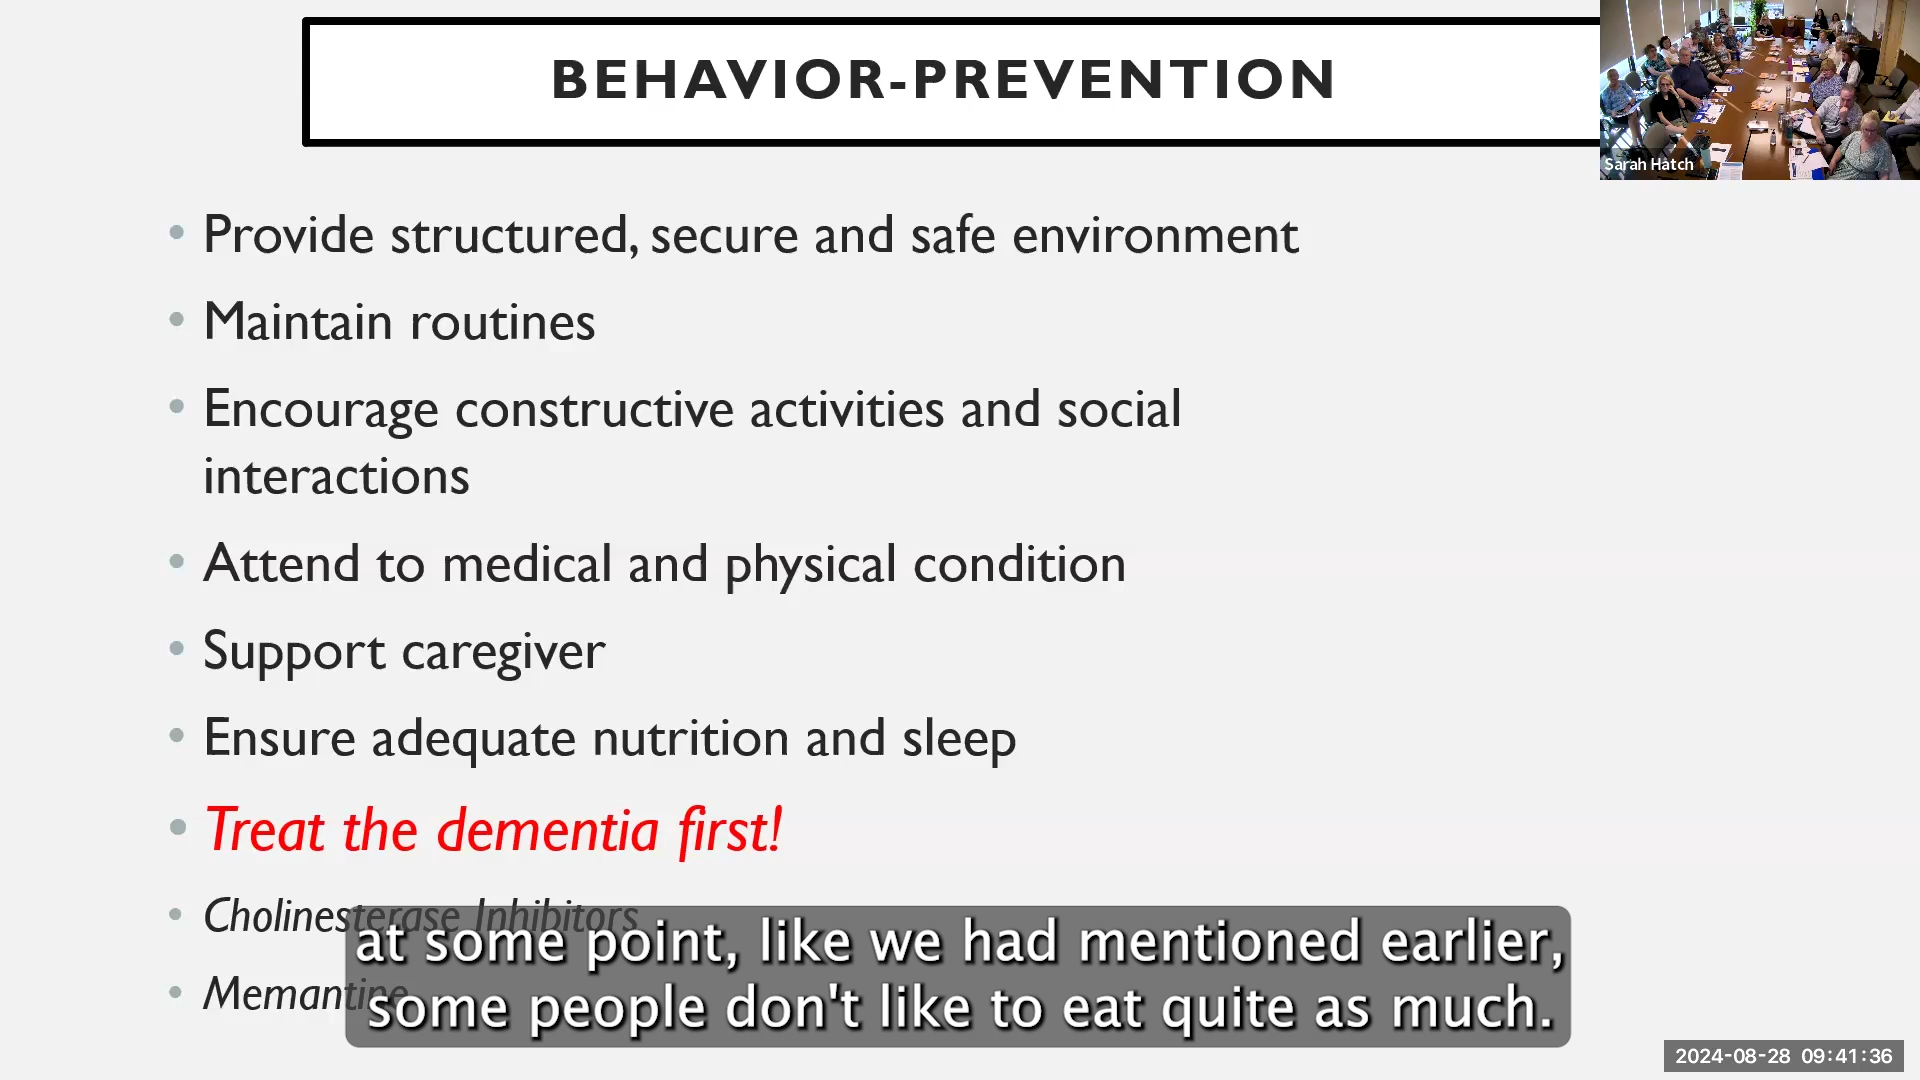 BEHAVIOR-PREVENTION
Sarah Hatch
• Provide structured, secure and safe environment
• Maintain routines
• Encourage constructive activities and social
interactions
• Attend to medical and physical condition
• Support caregiver
• Ensure adequate nutrition and sleep
• Treat the dementia first!
• Cholinesterase Inhibitors
• Memantine
at some point, like we had mentioned earlier,
some people don't like to eat quite as much.
2024-08-28 09:41:36